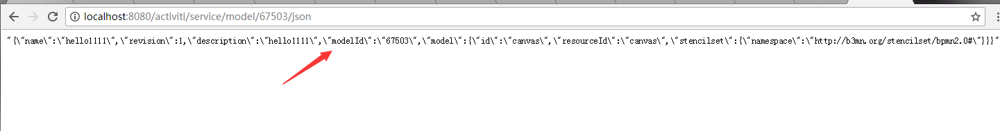 localhost:8080/activiti/service/model/67503/json
"{\"name\":\"hello1111\",\"revision\":1,\"description\":\"hello1111\",\"modelId\":\"67503\",\"model\":{\"id\":\"canvas\",\"resourceId\":\"canvas\",\"stencilset\":{\"namespace\":\"http://b3mn.org/stencilset/bpmn2.0#\"}}}"